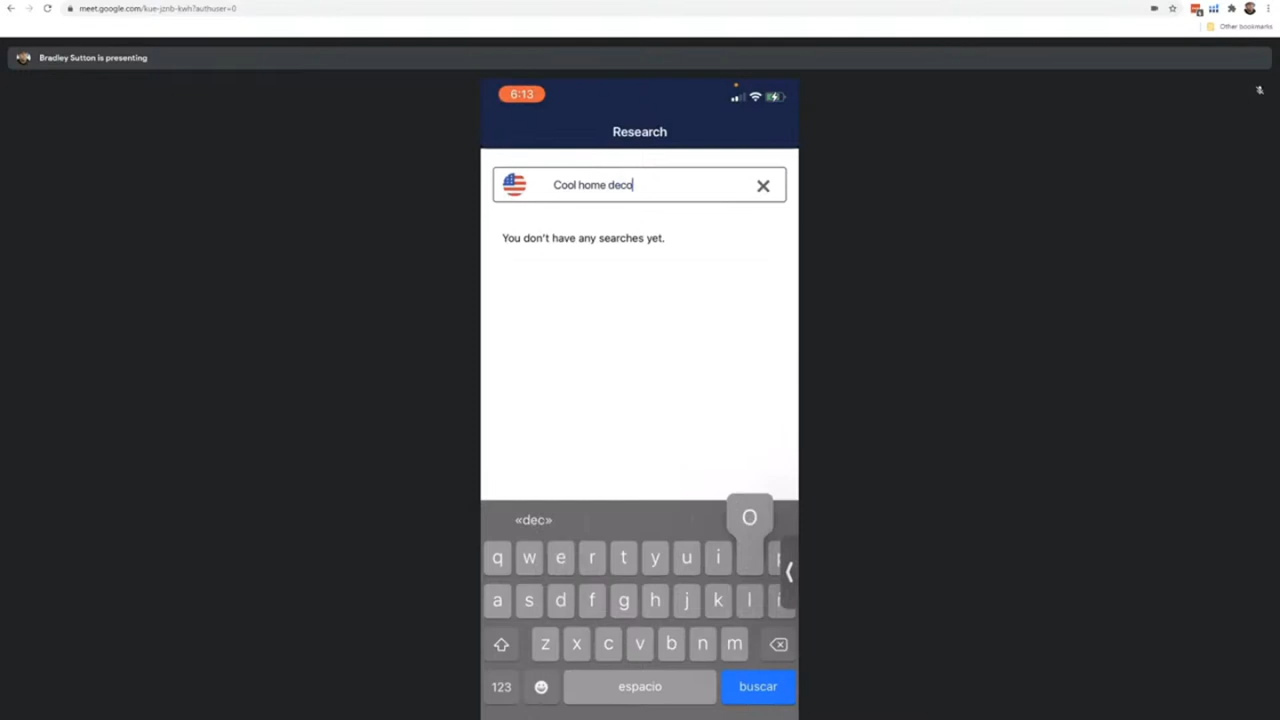 meet.google.com/kue-jznb-kwh?authuser=0
Other bookmarks
Bradley Sutton is presenting
6:13
Research
Cool home deco
You don't have any searches yet.
«dec»
O
q w e r t y u i p
a s d f g h j k l
z x c v b n m
123 espacio buscar